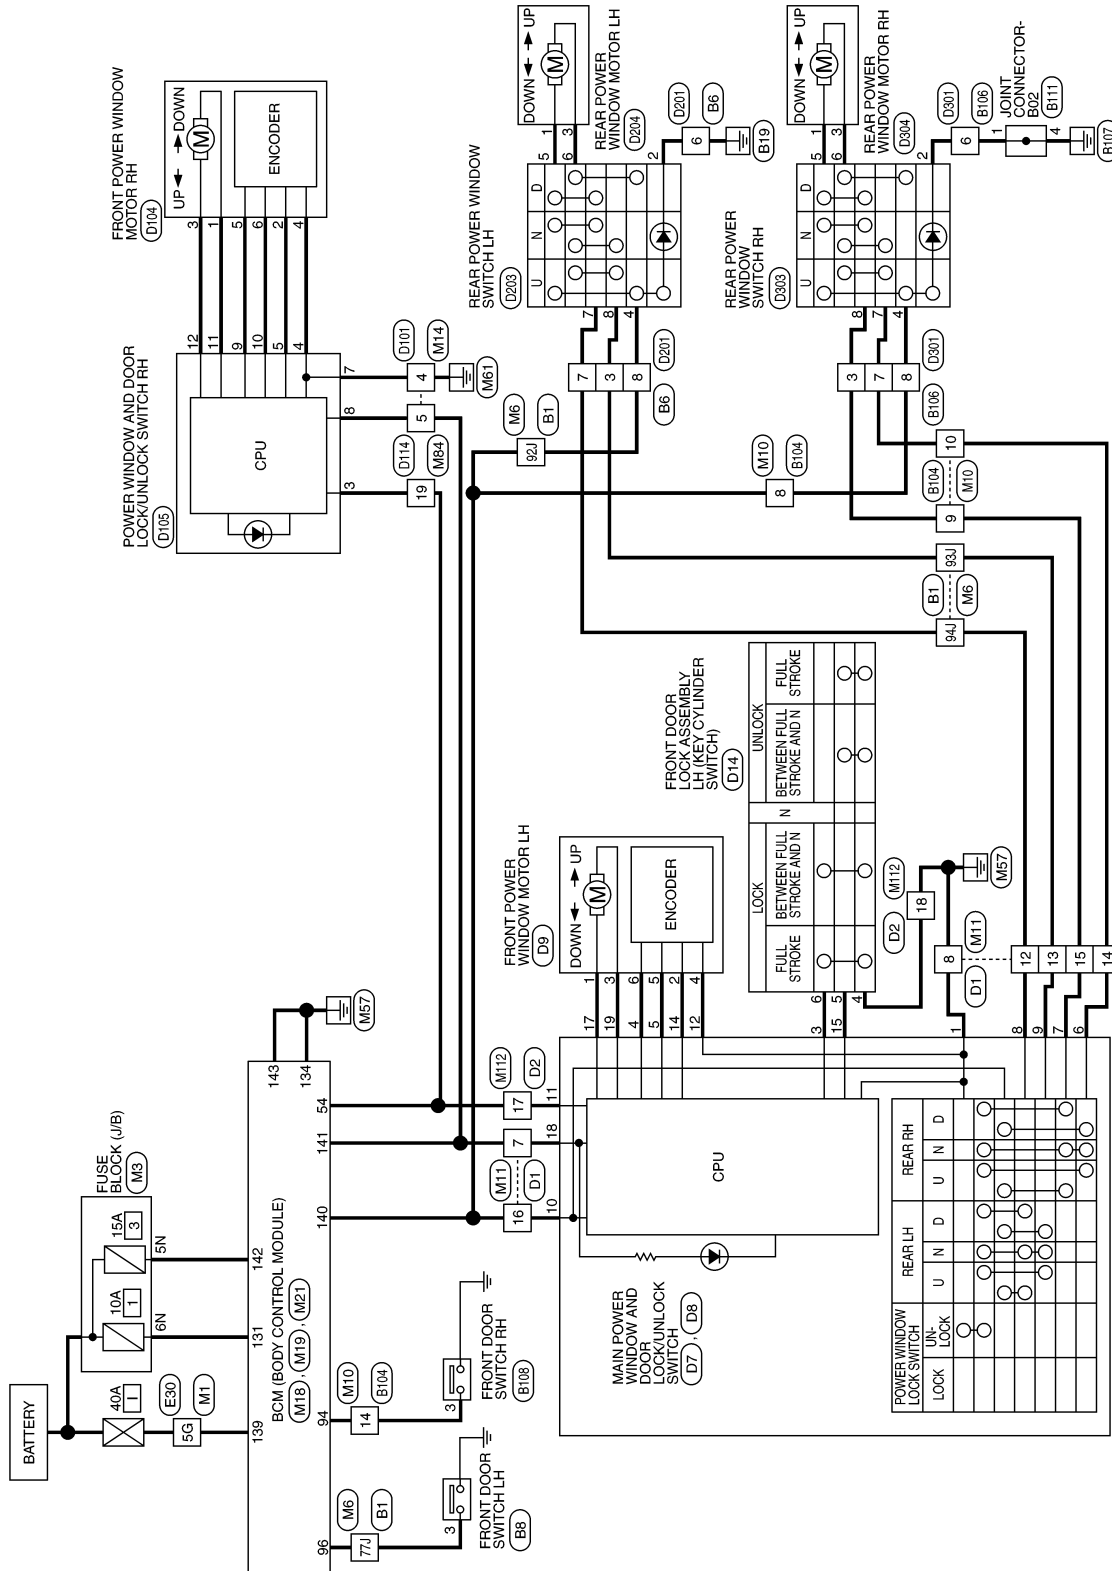 BATTERY
40A
I
E30
5G
M1
FUSE
BLOCK (J/B)
M3
10A
1
15A
3
6N
5N
139
131
142
BCM (BODY CONTROL MODULE)
M18 , M19 , M21
96
94
140
141
54
143
134
M57
M6
77J
B1
3
FRONT DOOR
SWITCH LH
B8
M10
14
B104
3
FRONT DOOR
SWITCH RH
B108
M11
16
D1
10
7
18
M112
17
D2
11
MAIN POWER
WINDOW AND
DOOR
LOCK/UNLOCK
SWITCH
D7 , D8
CPU
POWER WINDOW
LOCK SWITCH
LOCK
UN-
LOCK
REAR LH
U
N
D
REAR RH
U
N
D
17
19
4
5
14
12
3
15
1
8
9
7
6
FRONT POWER
WINDOW MOTOR LH
D9
DOWN
UP
M
ENCODER
1
3
6
5
2
4
FRONT DOOR
LOCK ASSEMBLY
LH (KEY CYLINDER
SWITCH)
D14
LOCK
N
UNLOCK
FULL
STROKE
BETWEEN FULL
STROKE AND N
BETWEEN FULL
STROKE AND N
FULL
STROKE
6
5
4
D2
18
M112
D1
8
M11
M57
12
13
15
14
POWER WINDOW AND DOOR
LOCK/UNLOCK SWITCH RH
D105
CPU
12
11
9
10
5
4
3
8
7
FRONT POWER WINDOW
MOTOR RH
D104
UP
DOWN
M
ENCODER
3
1
5
6
2
4
D114
19
M84
5
D101
4
M14
M61
M6
92J
B1
M10
8
B104
REAR POWER WINDOW
SWITCH LH
D203
U
N
D
7
8
4
5
6
2
D201
7
3
8
B6
REAR POWER
WINDOW MOTOR LH
D204
DOWN
UP
M
1
3
D201
6
B6
B19
REAR POWER
WINDOW
SWITCH RH
D303
U
N
D
8
7
4
5
6
2
D301
3
7
8
B106
REAR POWER
WINDOW MOTOR RH
D304
DOWN
UP
M
1
3
D301
6
B106
JOINT
CONNECTOR-
B02
B111
1
4
B107
B104
9
10
M10
B1
94J
93J
M6